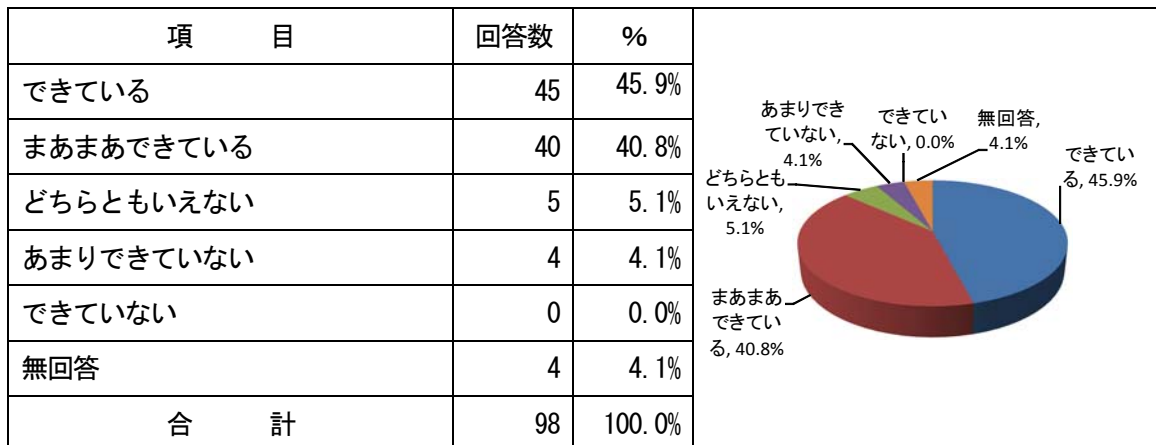 項　目 回答数 %
できている 45 45.9%
まあまあできている 40 40.8%
どちらともいえない 5 5.1%
あまりできていない 4 4.1%
できていない 0 0.0%
無回答 4 4.1%
合　計 98 100.0%
あまりでき
ていない,
4.1%
できてい
ない, 0.0%
無回答,
4.1%
できてい
る, 45.9%
どちらとも
いえない,
5.1%
まあまあ
できてい
る, 40.8%